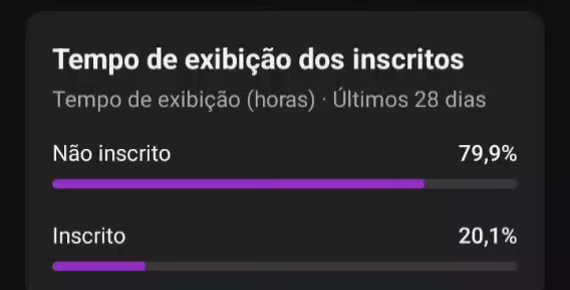 Tempo de exibição dos inscritos
Tempo de exibição (horas) · Últimos 28 dias
Não inscrito 79,9%
Inscrito 20,1%